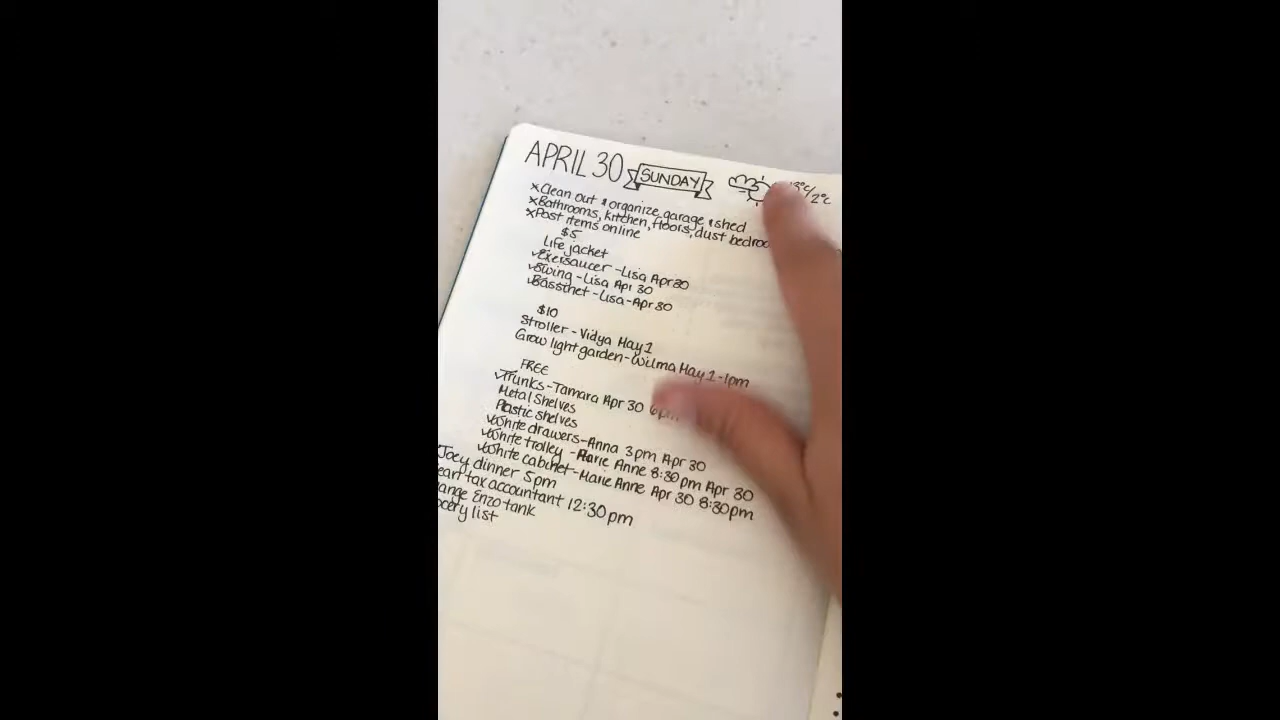 APRIL 30
SUNDAY
2°C
xClean out & organize garage & shed
xBathrooms, kitchen, floors, dust
xPost items online
$5
Life jacket
✓Exersaucer - Lisa Apr 30
✓Swing - Lisa Apr 30
✓Bassinet - Lisa - Apr 30
$10
Stroller - Vidya May 1
Grow light garden - Wilma May 1 - 1pm
FREE
✓Trunks - Tamara Apr 30
Metal Shelves
Plastic shelves
✓White drawers - Anna 3pm Apr 30
✓White trolley - Marie Anne 8:30pm Apr 30
✓White cabinet - Marie Anne Apr 30 8:30pm
Joey dinner 5pm
tax accountant 12:30pm
Enzo tank
list